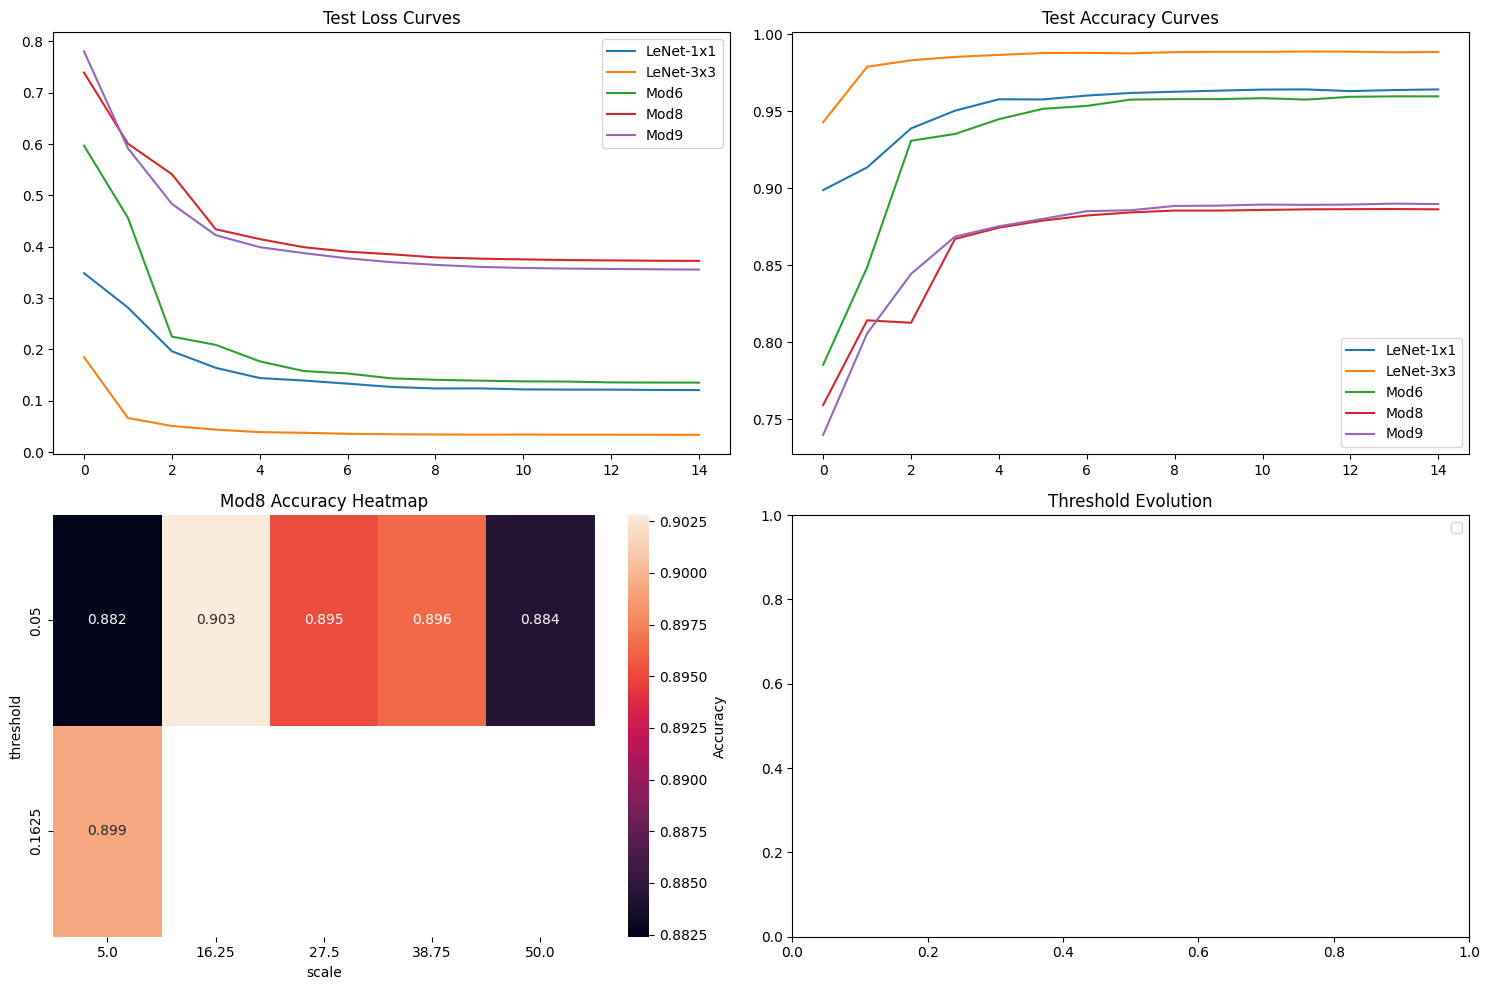 Test Loss Curves
0.8
0.7
0.6
0.5
0.4
0.3
0.2
0.1
0.0
0 2 4 6 8 10 12 14
LeNet-1x1
LeNet-3x3
Mod6
Mod8
Mod9
Test Accuracy Curves
1.00
0.95
0.90
0.85
0.80
0.75
0 2 4 6 8 10 12 14
LeNet-1x1
LeNet-3x3
Mod6
Mod8
Mod9
Mod8 Accuracy Heatmap
threshold
0.05
0.1625
0.882 0.903 0.895 0.896 0.884
0.899
5.0 16.25 27.5 38.75 50.0
scale
0.9025
0.9000
0.8975
0.8950
0.8925
0.8900
0.8875
0.8850
0.8825
Accuracy
Threshold Evolution
1.0
0.8
0.6
0.4
0.2
0.0
0.0 0.2 0.4 0.6 0.8 1.0